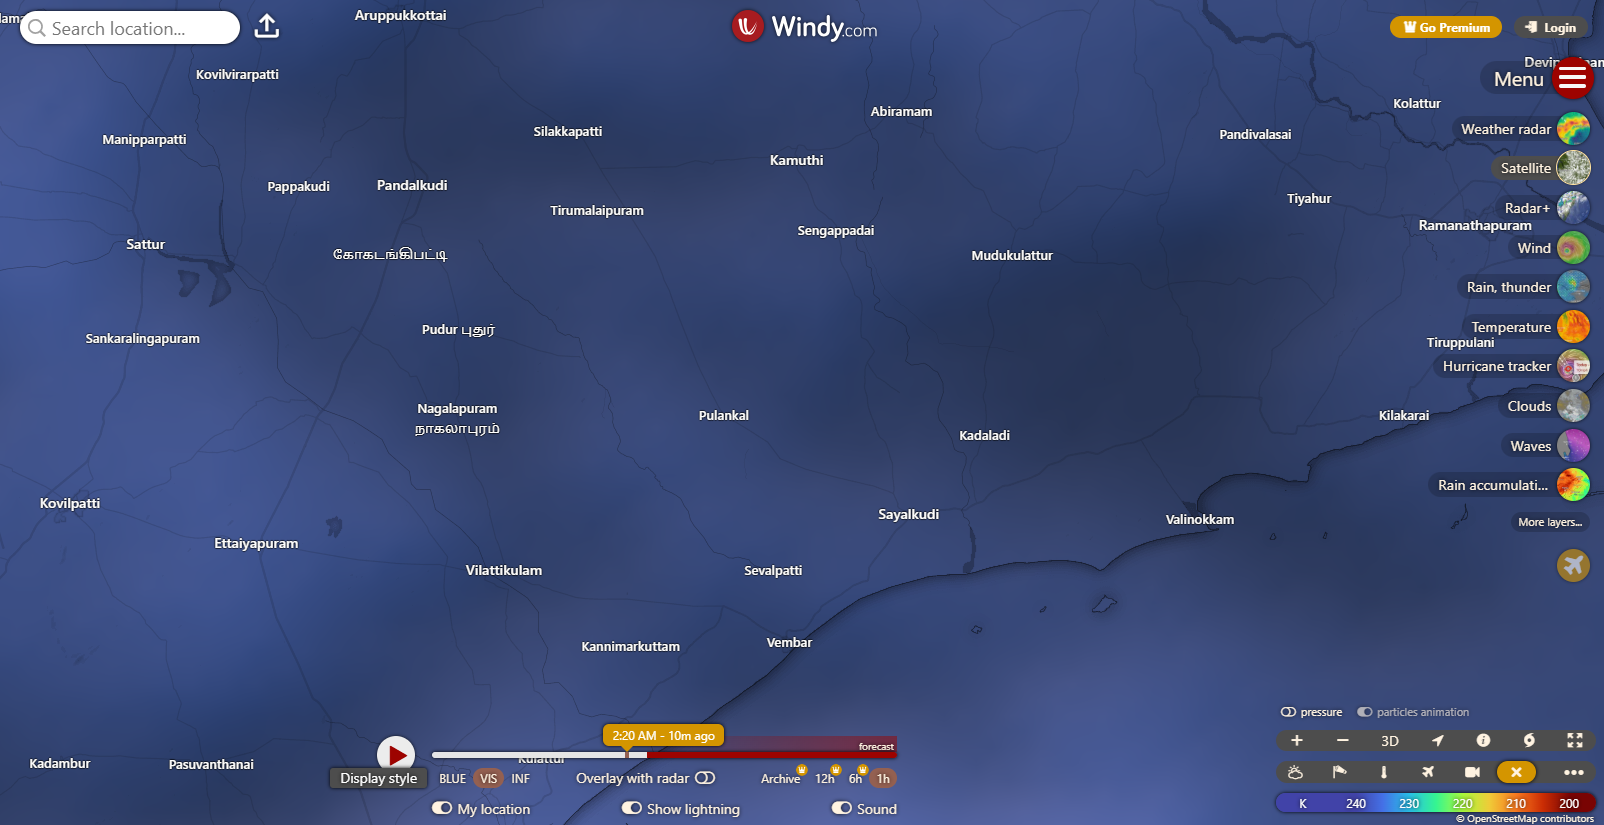 Aruppukkottai
Search location...
Windy.com
Go Premium
Login
Kovilvirarpatti
Menu
Abiramam
Kolattur
Manipparpatti
Silakkapatti
Pandivalasai
Weather radar
Kamuthi
Satellite
Pappakudi
Pandalkudi
Tirumalaipuram
Tiyahur
Radar+
Ramanathapuram
Sengappadai
Sattur
Wind
கோகடங்கிபட்டி
Mudukulattur
Rain, thunder
Pudur புதுர்
Temperature
Sankaralingapuram
Tiruppulani
Hurricane tracker
Nagalapuram
நாகலாபுரம்
Clouds
Pulankal
Kilakarai
Kadaladi
Waves
Rain accumulati...
Kovilpatti
Sayalkudi
Valinokkam
More layers...
Ettaiyapuram
Vilattikulam
Sevalpatti
Kannimarkuttam
Vembar
pressure
particles animation
2:20 AM - 10m ago
forecast
3D
Kadambur
Pasuvanthanai
Display style
BLUE VIS INF
Overlay with radar
Archive 12h 6h 1h
My location
Show lightning
Sound
K 240 230 220 210 200
© OpenStreetMap contributors